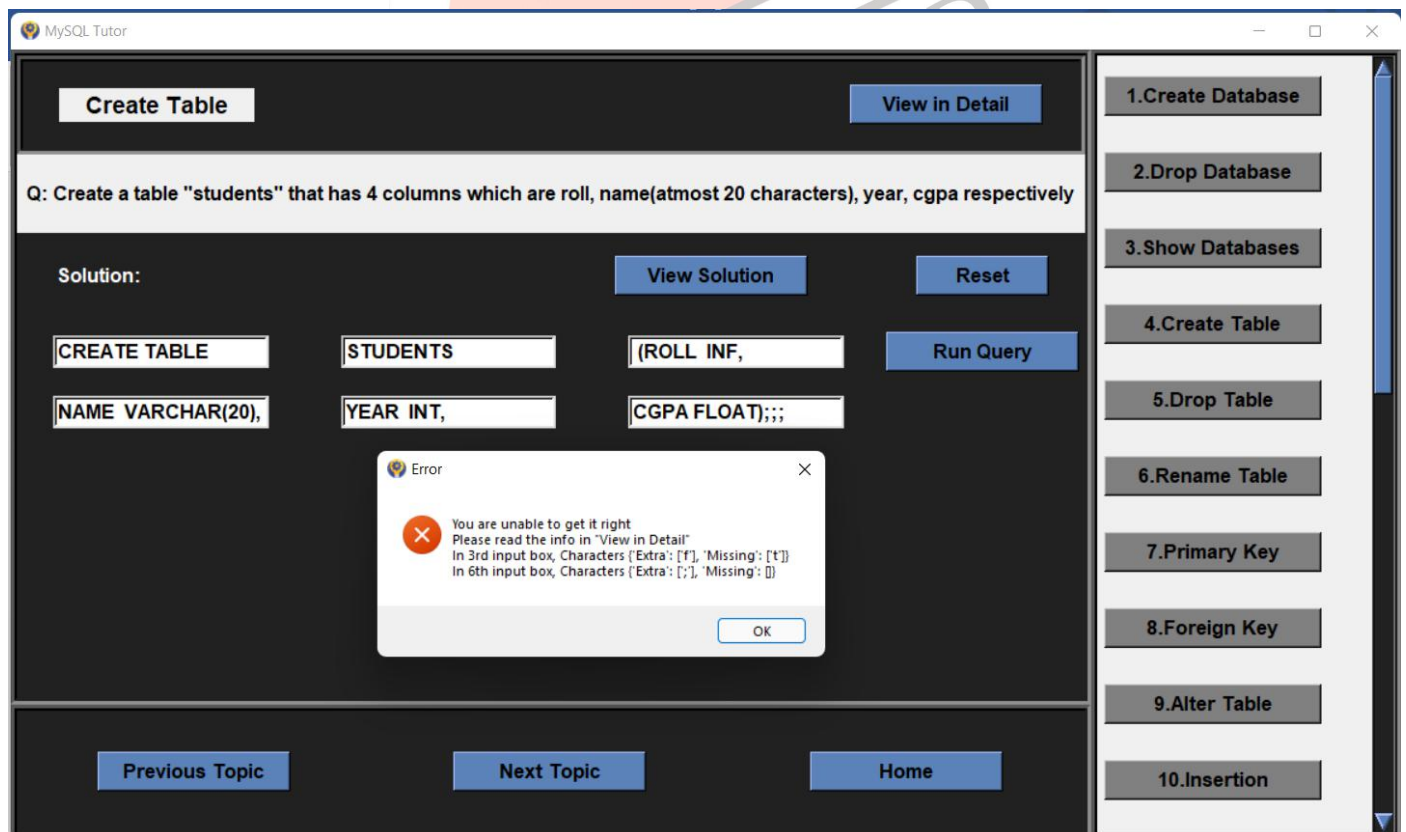 MySQL Tutor
Create Table
View in Detail
Q: Create a table "students" that has 4 columns which are roll, name(atmost 20 characters), year, cgpa respectively
Solution:
View Solution
Reset
CREATE TABLE
STUDENTS
(ROLL INF,
Run Query
NAME VARCHAR(20),
YEAR INT,
CGPA FLOAT);;;
Error
You are unable to get it right
Please read the info in "View in Detail"
In 3rd input box, Characters {'Extra': ['f'], 'Missing': ['t']}
In 6th input box, Characters {'Extra': [';'], 'Missing': []}
OK
Previous Topic
Next Topic
Home
1.Create Database
2.Drop Database
3.Show Databases
4.Create Table
5.Drop Table
6.Rename Table
7.Primary Key
8.Foreign Key
9.Alter Table
10.Insertion